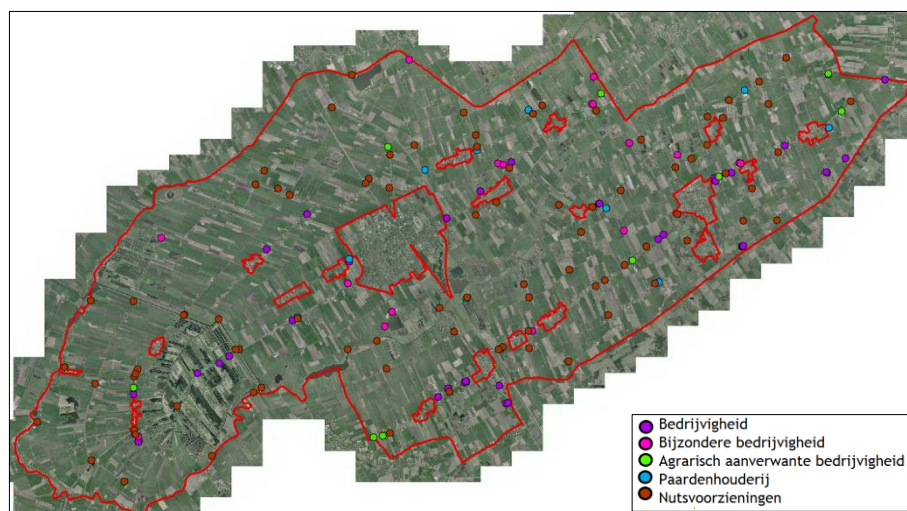 Bedrijvigheid
Bijzondere bedrijvigheid
Agrarisch aanverwante bedrijvigheid
Paardenhouderij
Nutsvoorzieningen